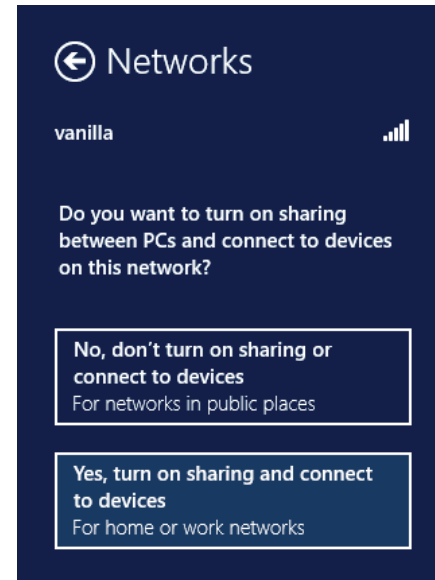 Networks
vanilla
Do you want to turn on sharing
between PCs and connect to devices
on this network?
No, don't turn on sharing or
connect to devices
For networks in public places
Yes, turn on sharing and connect
to devices
For home or work networks